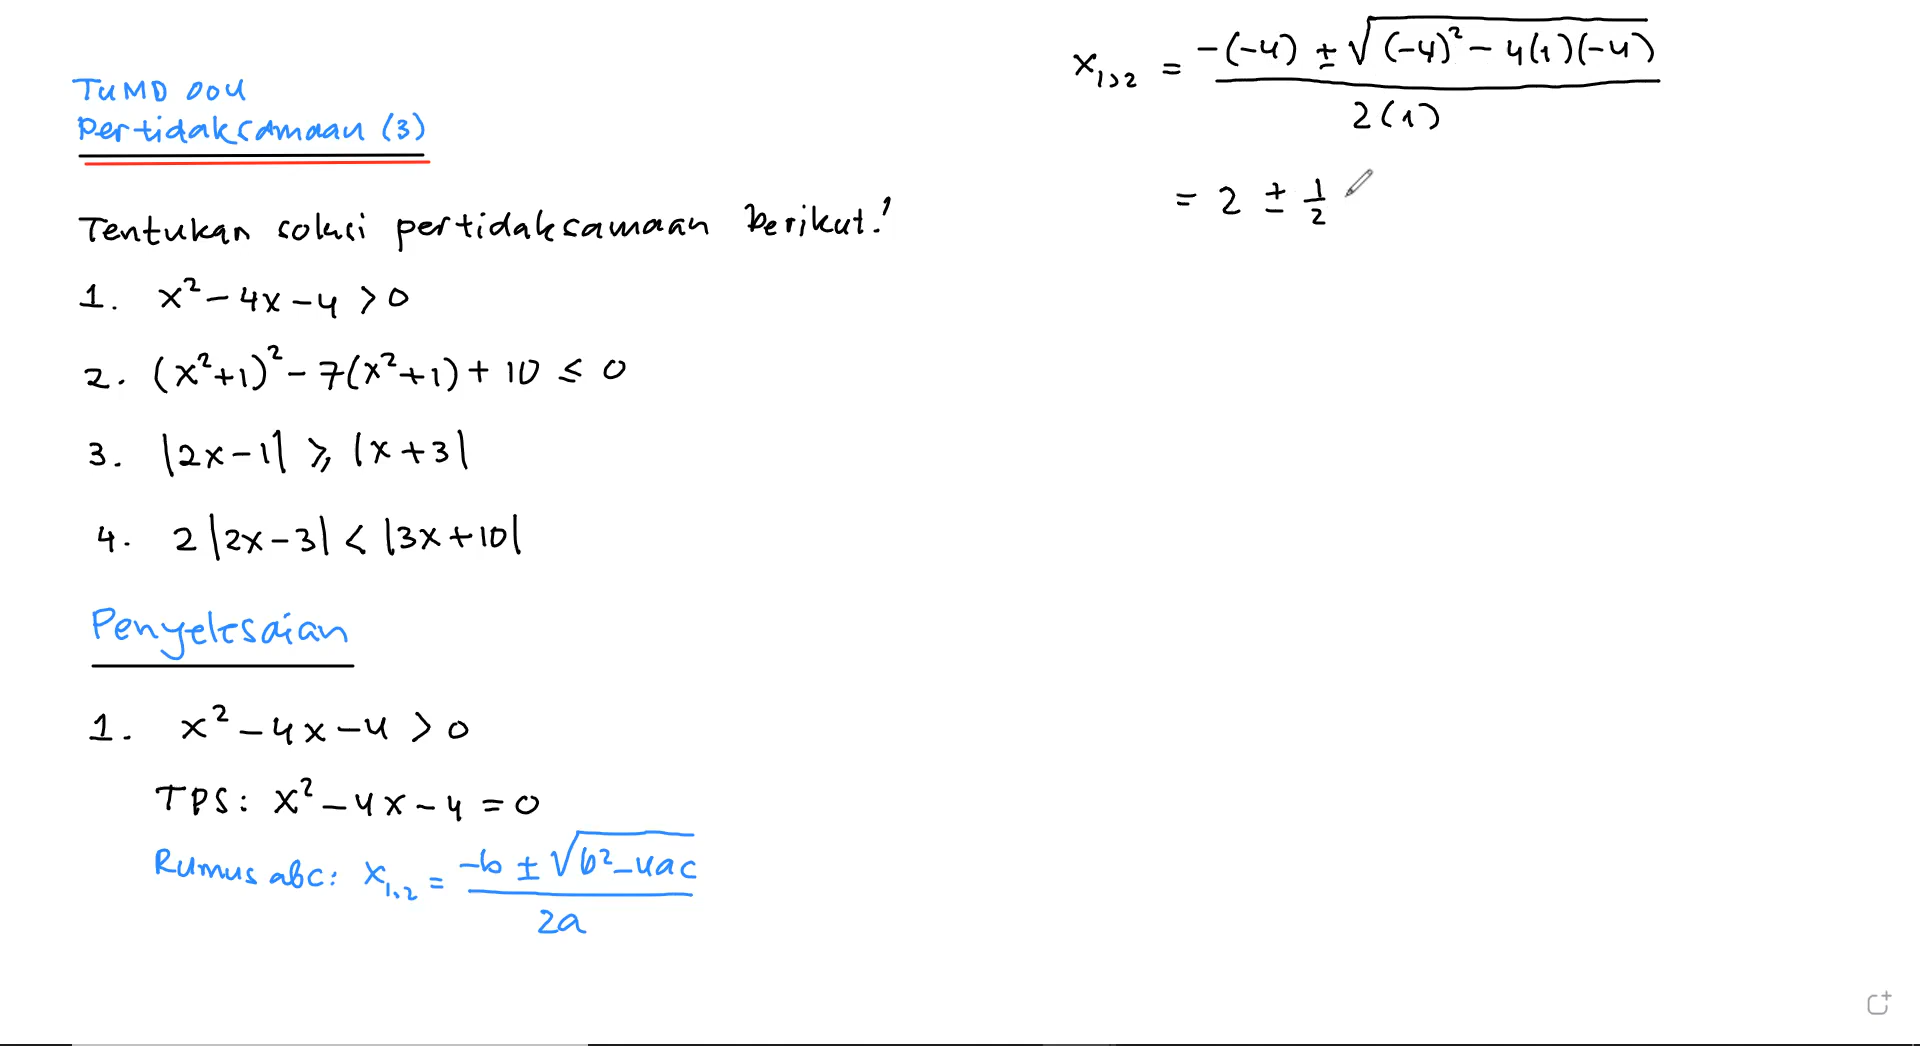 TUMD 004
Pertidaksamaan (3)
Tentukan solusi pertidaksamaan berikut!
1. x² - 4x - 4 > 0
2. (x²+1)² - 7(x²+1) + 10 ≤ 0
3. |2x-1| ⩾ |x+3|
4. 2|2x-3| < |3x+10|
Penyelesaian
1. x² - 4x - 4 > 0
TPS: x² - 4x - 4 = 0
Rumus abc: x₁,₂ = (-b ± √(b² - 4ac)) / 2a
x₁,₂ = (-(-4) ± √((-4)² - 4(1)(-4))) / 2(1)
= 2 ± 1/2